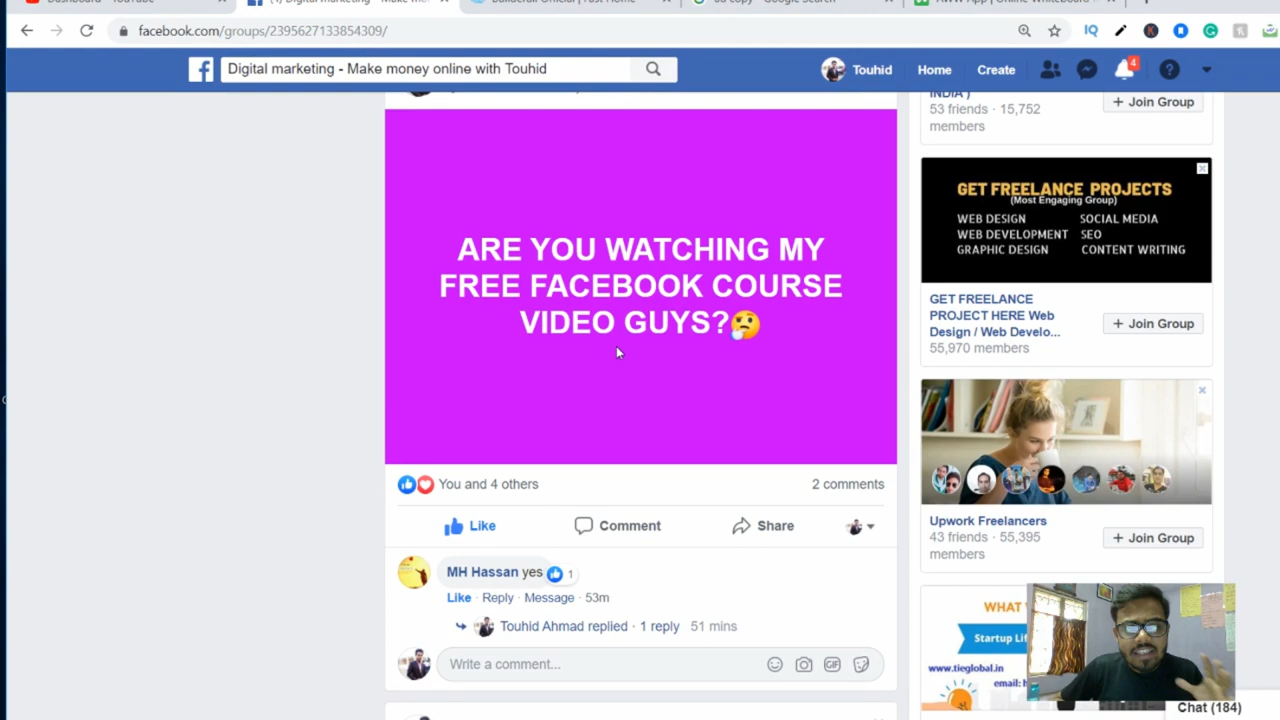 facebook.com/groups/2395627133854309/
Digital marketing - Make money online with Touhid
Touhid
Home
Create
4
ARE YOU WATCHING MY
FREE FACEBOOK COURSE
VIDEO GUYS?
You and 4 others
2 comments
Like
Comment
Share
MH Hassan yes
1
Like · Reply · Message · 53m
Touhid Ahmad replied · 1 reply 51 mins
Write a comment...
GIF
INDIA )
53 friends · 15,752
members
+ Join Group
GET FREELANCE PROJECTS
(Most Engaging Group)
WEB DESIGN SOCIAL MEDIA
WEB DEVELOPMENT SEO
GRAPHIC DESIGN CONTENT WRITING
GET FREELANCE
PROJECT HERE Web
Design / Web Develo...
55,970 members
+ Join Group
Upwork Freelancers
43 friends · 55,395
members
+ Join Group
Startup
www.tieglobal.in
email:
Chat (184)